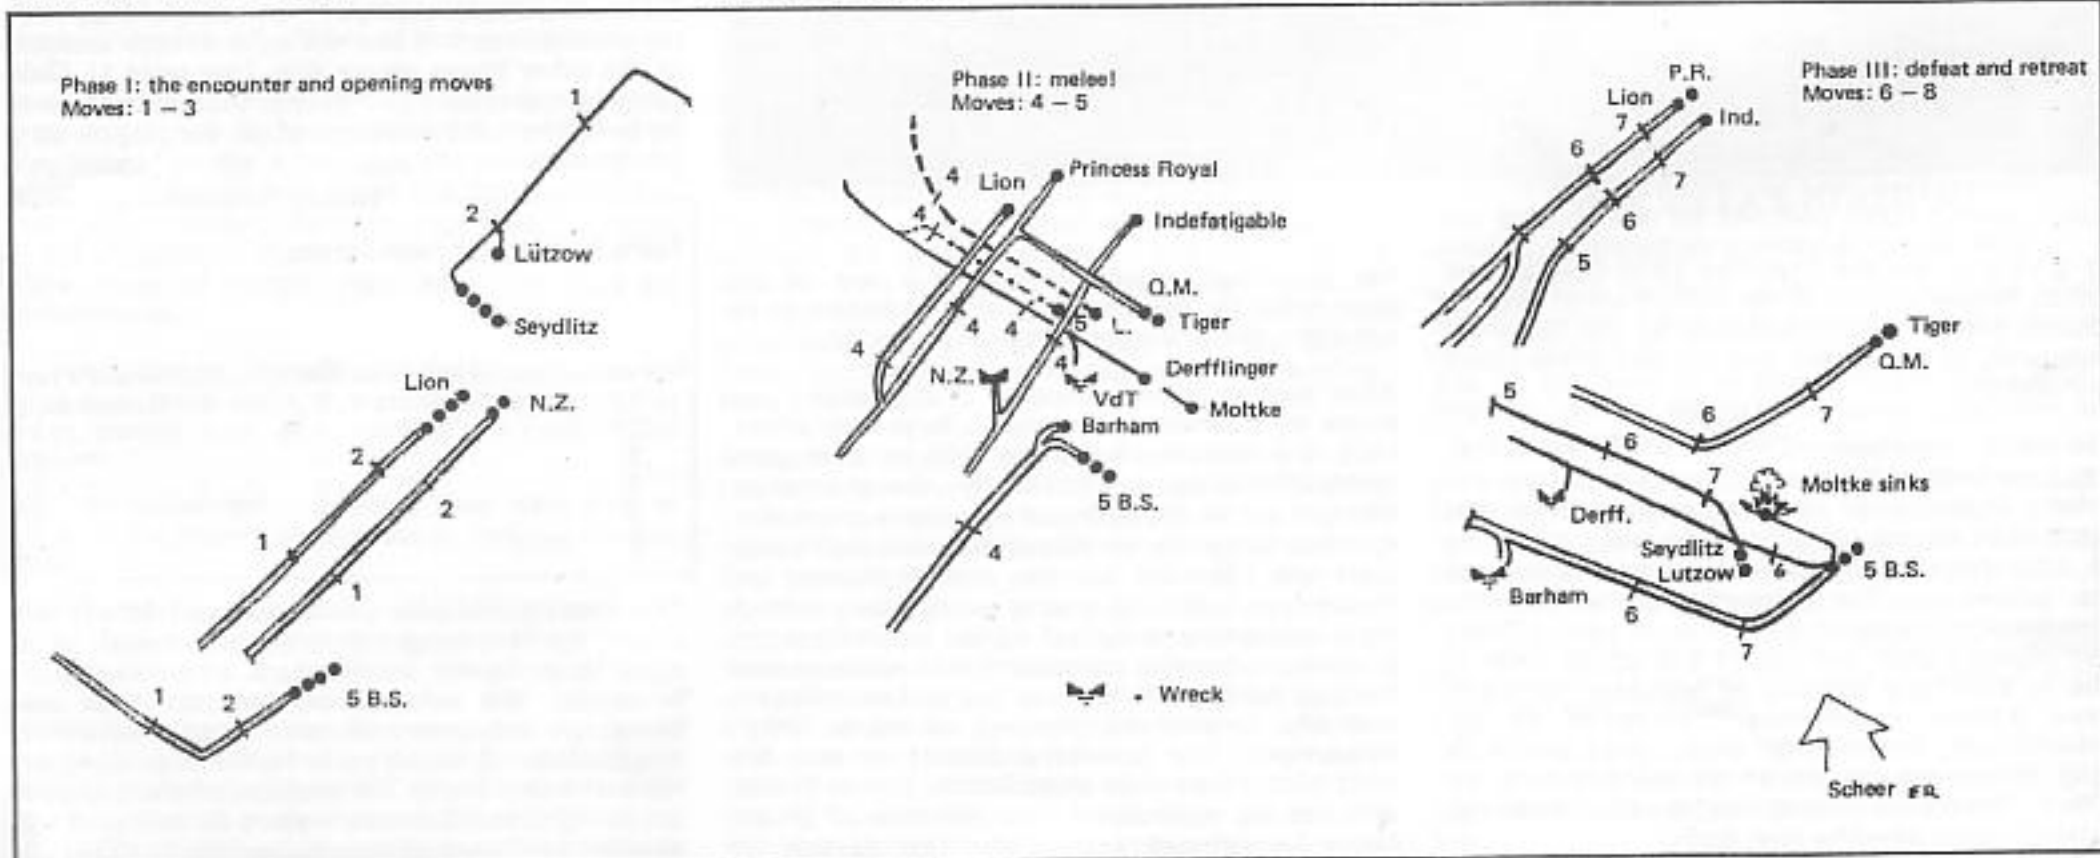 Phase I: the encounter and opening moves
Moves: 1 – 3
1
2
Lützow
Seydlitz
Lion
N.Z.
2
2
1
1
1
2
5 B.S.
Phase II: melee!
Moves: 4 – 5
4
Lion
Princess Royal
4
Indefatigable
Q.M.
4
4
5
L.
Tiger
4
4
N.Z.
VdT
Derfflinger
Moltke
Barham
5 B.S.
4
Wreck
Phase III: defeat and retreat
Moves: 6 – 8
P.R.
Lion
7
Ind.
6
7
6
5
Tiger
Q.M.
5
6
7
6
7
Moltke sinks
Derff.
Seydlitz
Lutzow
6
5 B.S.
Barham
6
7
Scheer